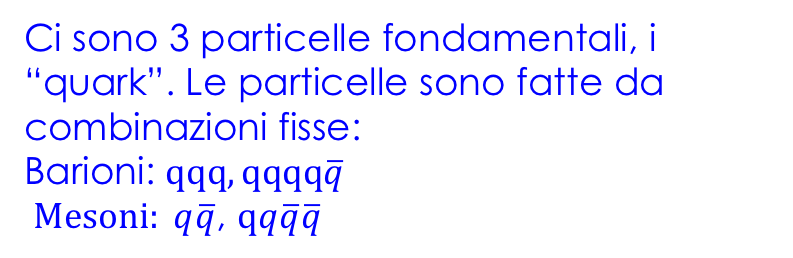 Ci sono 3 particelle fondamentali, i
“quark”. Le particelle sono fatte da
combinazioni fisse:
Barioni: qqq, qqqqq̅
Mesoni: qq̅, qqq̅q̅